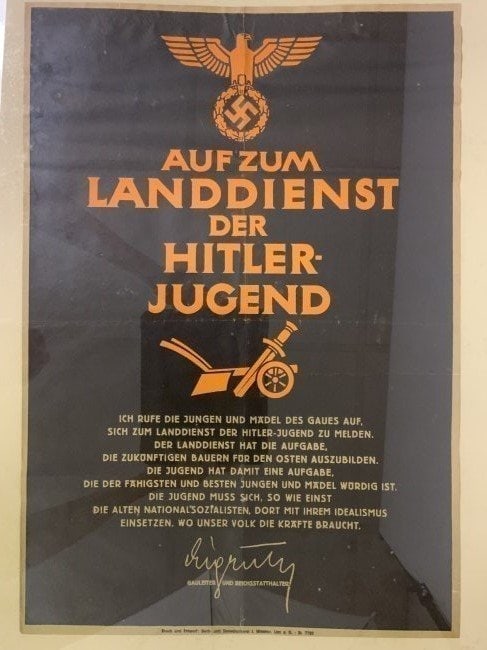 AUF ZUM
LANDDIENST
DER
HITLER-
JUGEND
ICH RUFE DIE JUNGEN UND MÄDEL DES GAUES AUF,
SICH ZUM LANDDIENST DER HITLER-JUGEND ZU MELDEN.
DER LANDDIENST HAT DIE AUFGABE,
DIE ZUKÜNFTIGEN BAUERN FÜR DEN OSTEN AUSZUBILDEN.
DIE JUGEND HAT DAMIT EINE AUFGABE,
DIE DER FÄHIGSTEN UND BESTEN JUNGEN UND MÄDEL WÜRDIG IST.
DIE JUGEND MUSS SICH, SO WIE EINST
DIE ALTEN NATIONALSOZIALISTEN, DORT MIT IHREM IDEALISMUS
EINSETZEN, WO UNSER VOLK DIE KRÄFTE BRAUCHT.
GAULEITER UND REICHSSTATTHALTER
Druck und Entwurf: